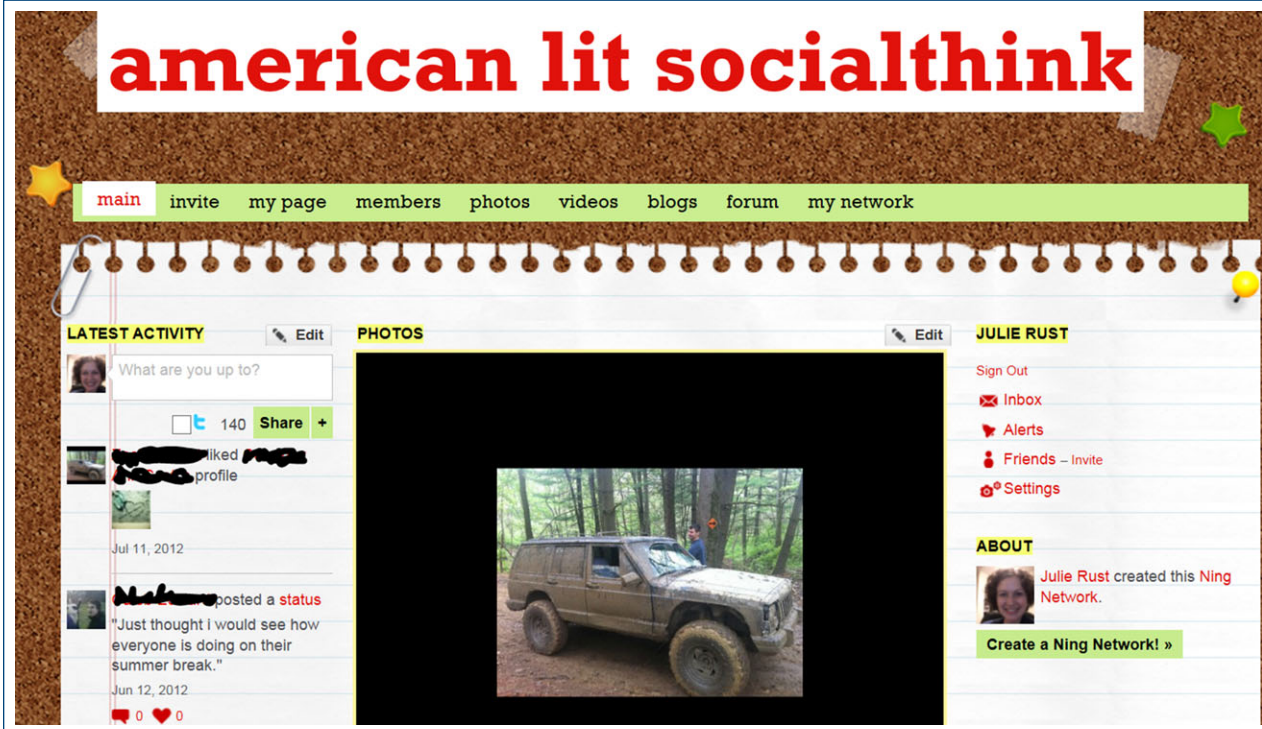 american lit socialthink
main invite my page members photos videos blogs forum my network
LATEST ACTIVITY
Edit
What are you up to?
140 Share +
liked
profile
Jul 11, 2012
posted a status
"Just thought i would see how
everyone is doing on their
summer break."
Jun 12, 2012
0 0
PHOTOS
Edit
JULIE RUST
Sign Out
Inbox
Alerts
Friends – Invite
Settings
ABOUT
Julie Rust created this Ning
Network.
Create a Ning Network! »